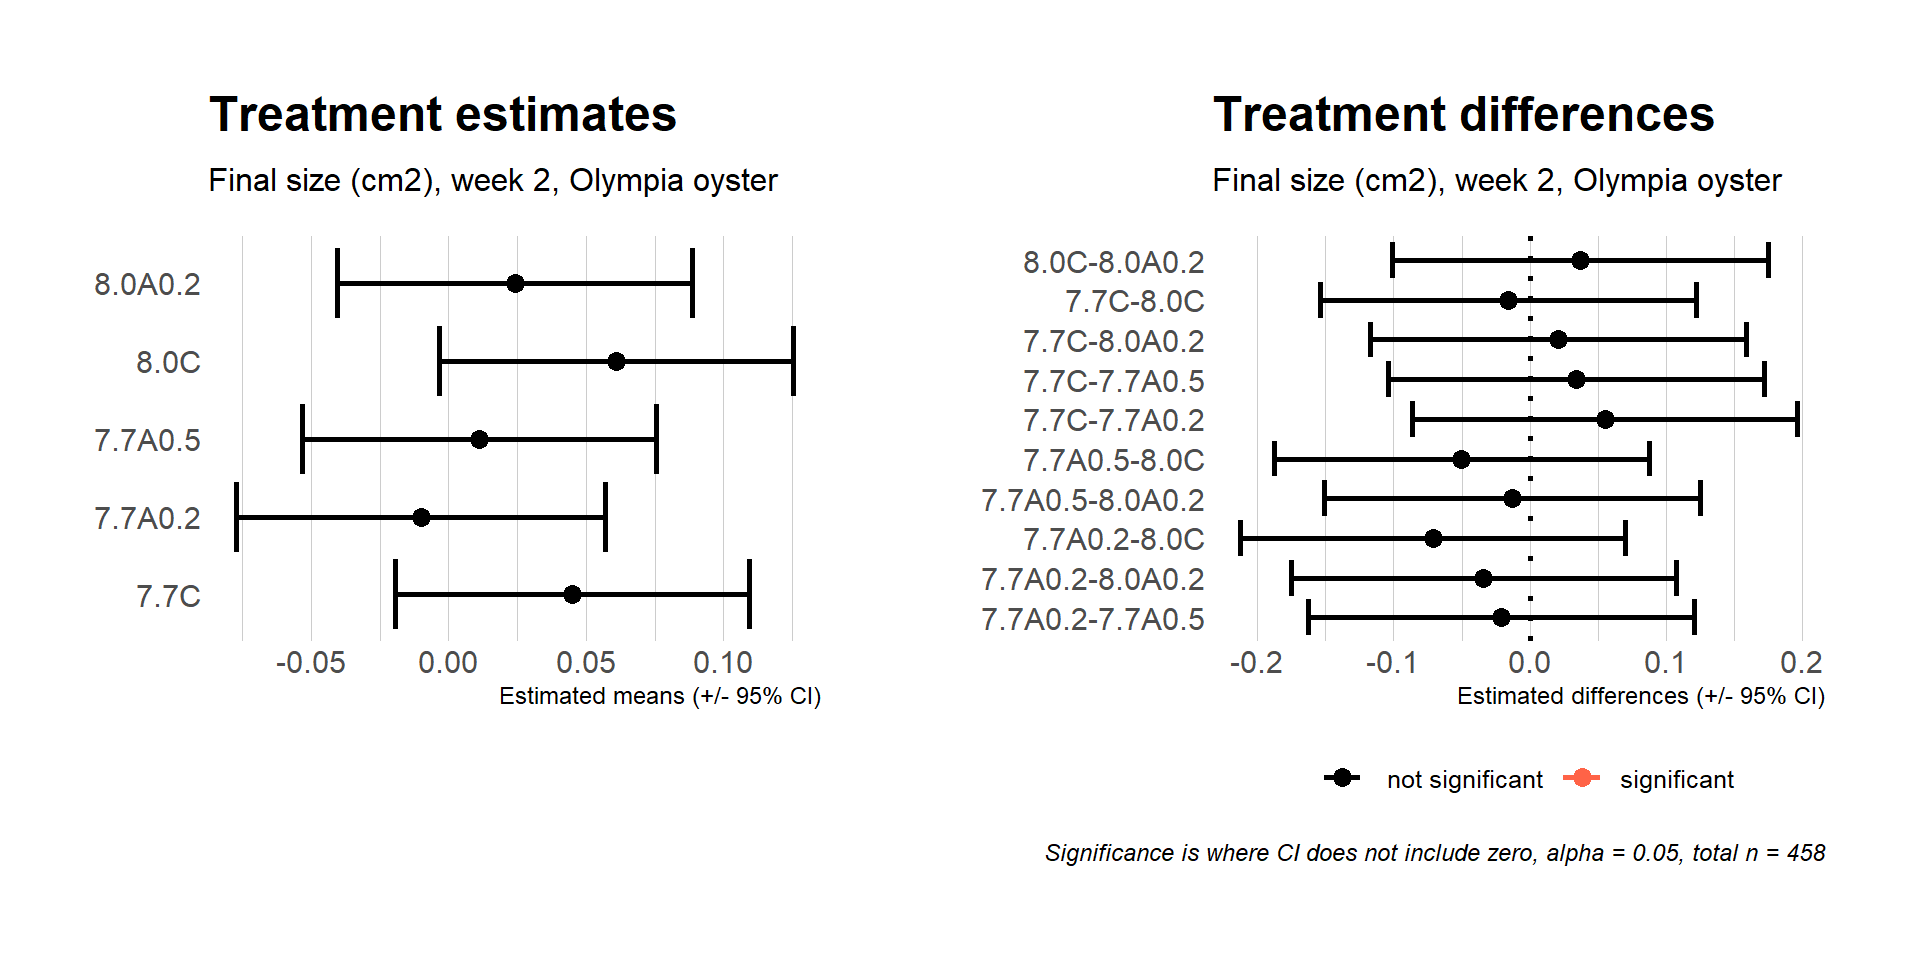 Treatment estimates
Final size (cm2), week 2, Olympia oyster
8.0A0.2
8.0C
7.7A0.5
7.7A0.2
7.7C
-0.05 0.00 0.05 0.10
Estimated means (+/- 95% CI)
Treatment differences
Final size (cm2), week 2, Olympia oyster
8.0C-8.0A0.2
7.7C-8.0C
7.7C-8.0A0.2
7.7C-7.7A0.5
7.7C-7.7A0.2
7.7A0.5-8.0C
7.7A0.5-8.0A0.2
7.7A0.2-8.0C
7.7A0.2-8.0A0.2
7.7A0.2-7.7A0.5
-0.2 -0.1 0.0 0.1 0.2
Estimated differences (+/- 95% CI)
not significant significant
Significance is where CI does not include zero, alpha = 0.05, total n = 458